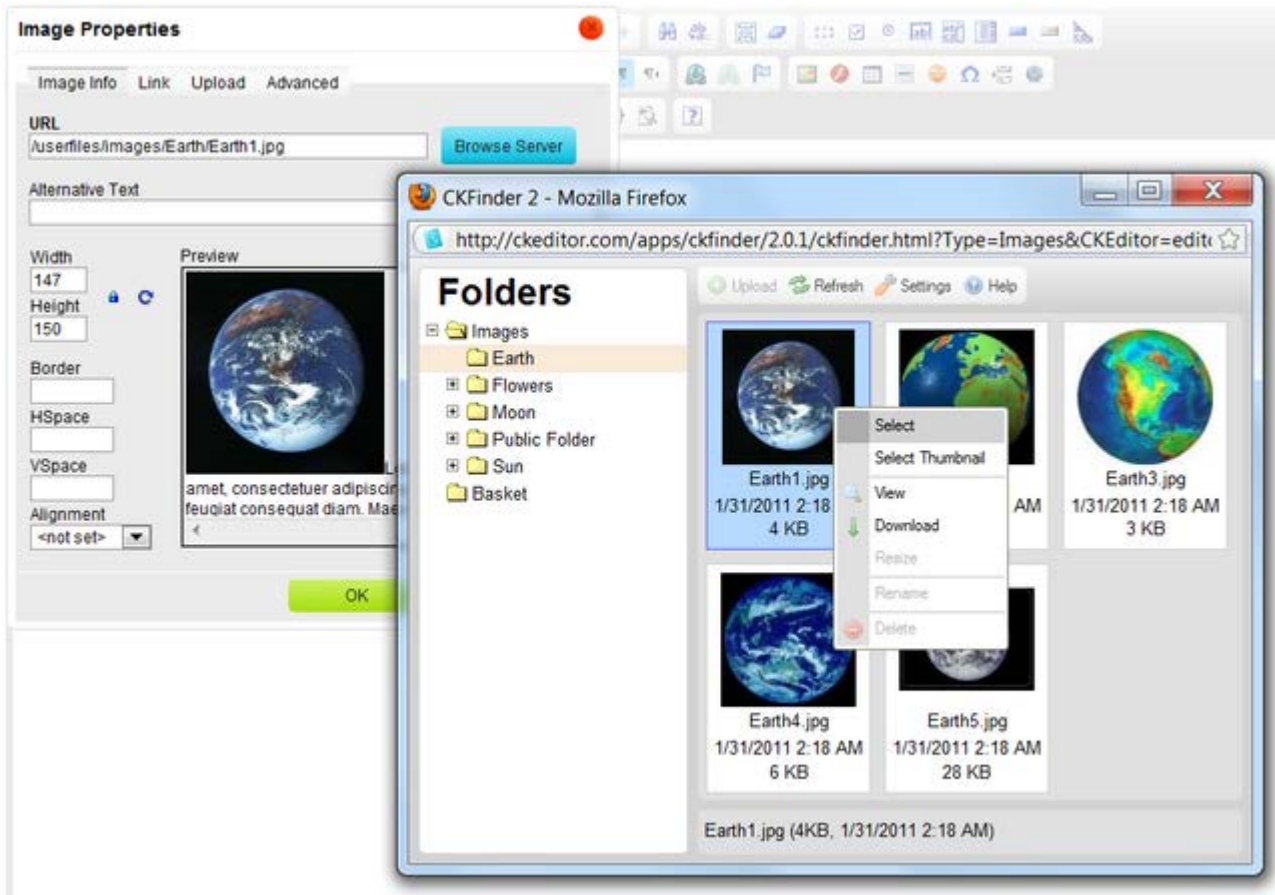 Image Properties
Image Info Link Upload Advanced
URL
/userfiles/images/Earth/Earth1.jpg
Browse Server
Alternative Text
Width
147
Height
150
Border
HSpace
VSpace
Alignment
<not set>
Preview
amet, consectetuer adipiscin
feugiat consequat diam. Mae
OK
CKFinder 2 - Mozilla Firefox
http://ckeditor.com/apps/ckfinder/2.0.1/ckfinder.html?Type=Images&CKEditor=edit
Folders
Images
Earth
Flowers
Moon
Public Folder
Sun
Basket
Upload Refresh Settings Help
Earth1.jpg
1/31/2011 2:18
4 KB
AM
Earth3.jpg
1/31/2011 2:18 AM
3 KB
Select
Select Thumbnail
View
Download
Resize
Rename
Delete
Earth4.jpg
1/31/2011 2:18 AM
6 KB
Earth5.jpg
1/31/2011 2:18 AM
28 KB
Earth1.jpg (4KB, 1/31/2011 2:18 AM)